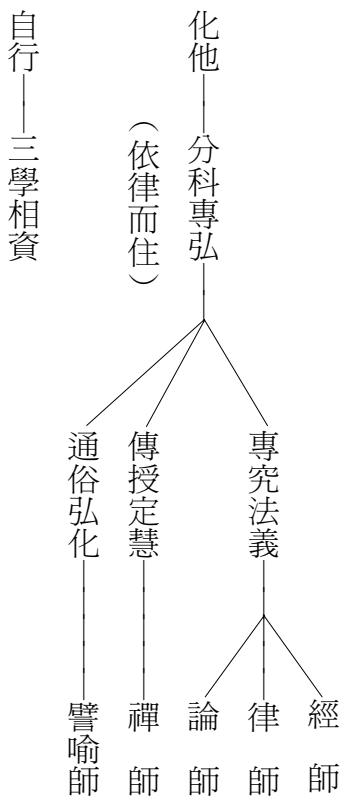 經師
律師
專究法義
論師
化他
分科專弘
傳授定慧
禪師
（依律而住）
通俗弘化
譬喻師
自行
三學相資